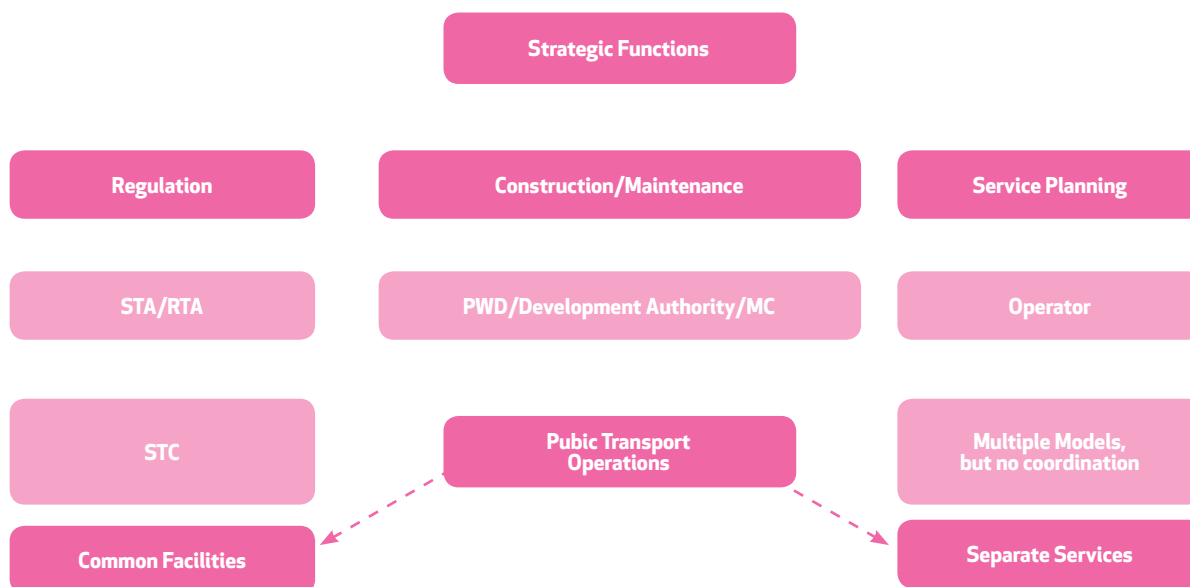 Strategic Functions
Regulation
Construction/Maintenance
Service Planning
STA/RTA
PWD/Development Authority/MC
Operator
STC
Pubic Transport
Operations
Multiple Models,
but no coordination
Common Facilities
Separate Services